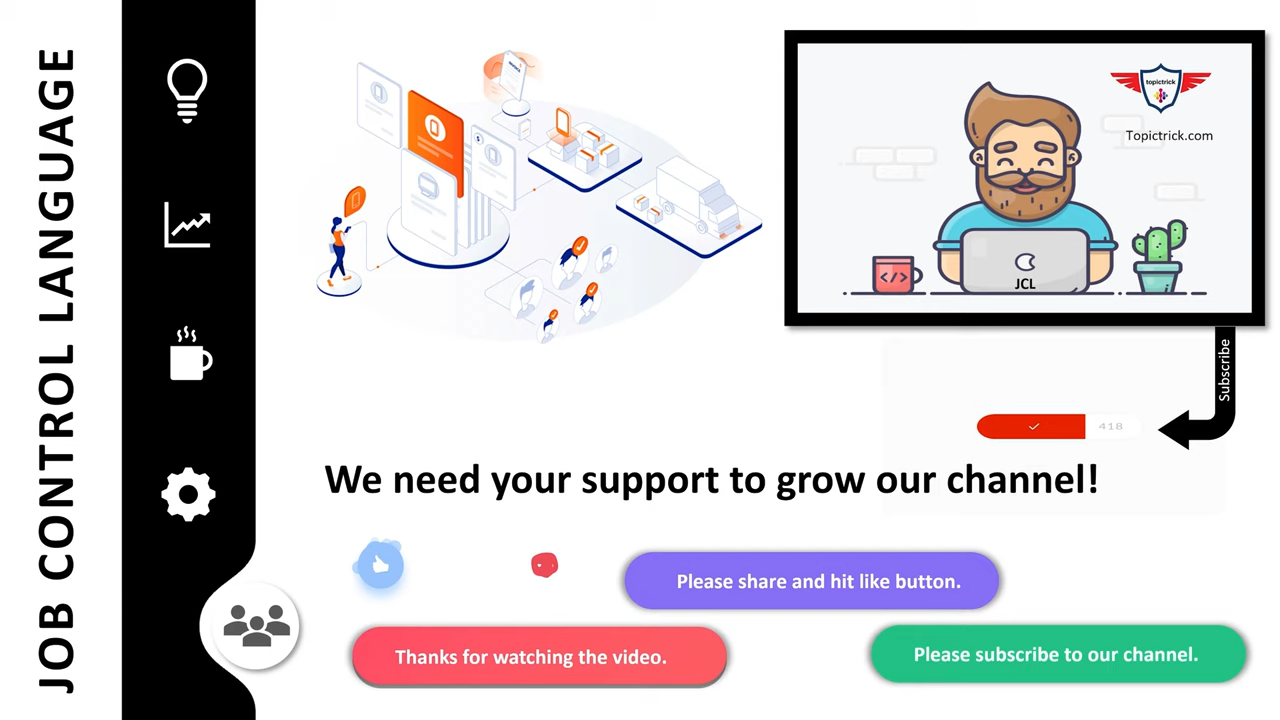 JOB CONTROL LANGUAGE
topictrick
Topictrick.com
</>
JCL
Subscribe
418
We need your support to grow our channel!
Please share and hit like button.
Thanks for watching the video.
Please subscribe to our channel.